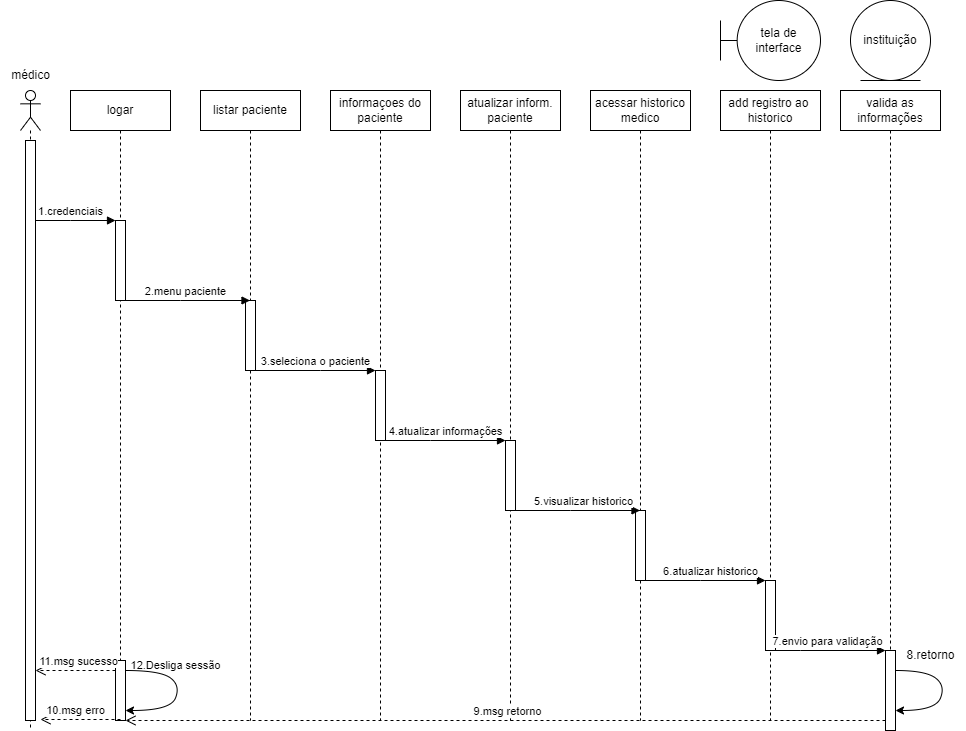 tela de
interface
instituição
médico
logar
listar paciente
informaçoes do
paciente
atualizar inform.
paciente
acessar historico
medico
add registro ao
historico
valida as
informações
1.credenciais
2.menu paciente
3.seleciona o paciente
4.atualizar informações
5.visualizar historico
6.atualizar historico
7.envio para validação
8.retorno
11.msg sucesso
12.Desliga sessão
10.msg erro
9.msg retorno